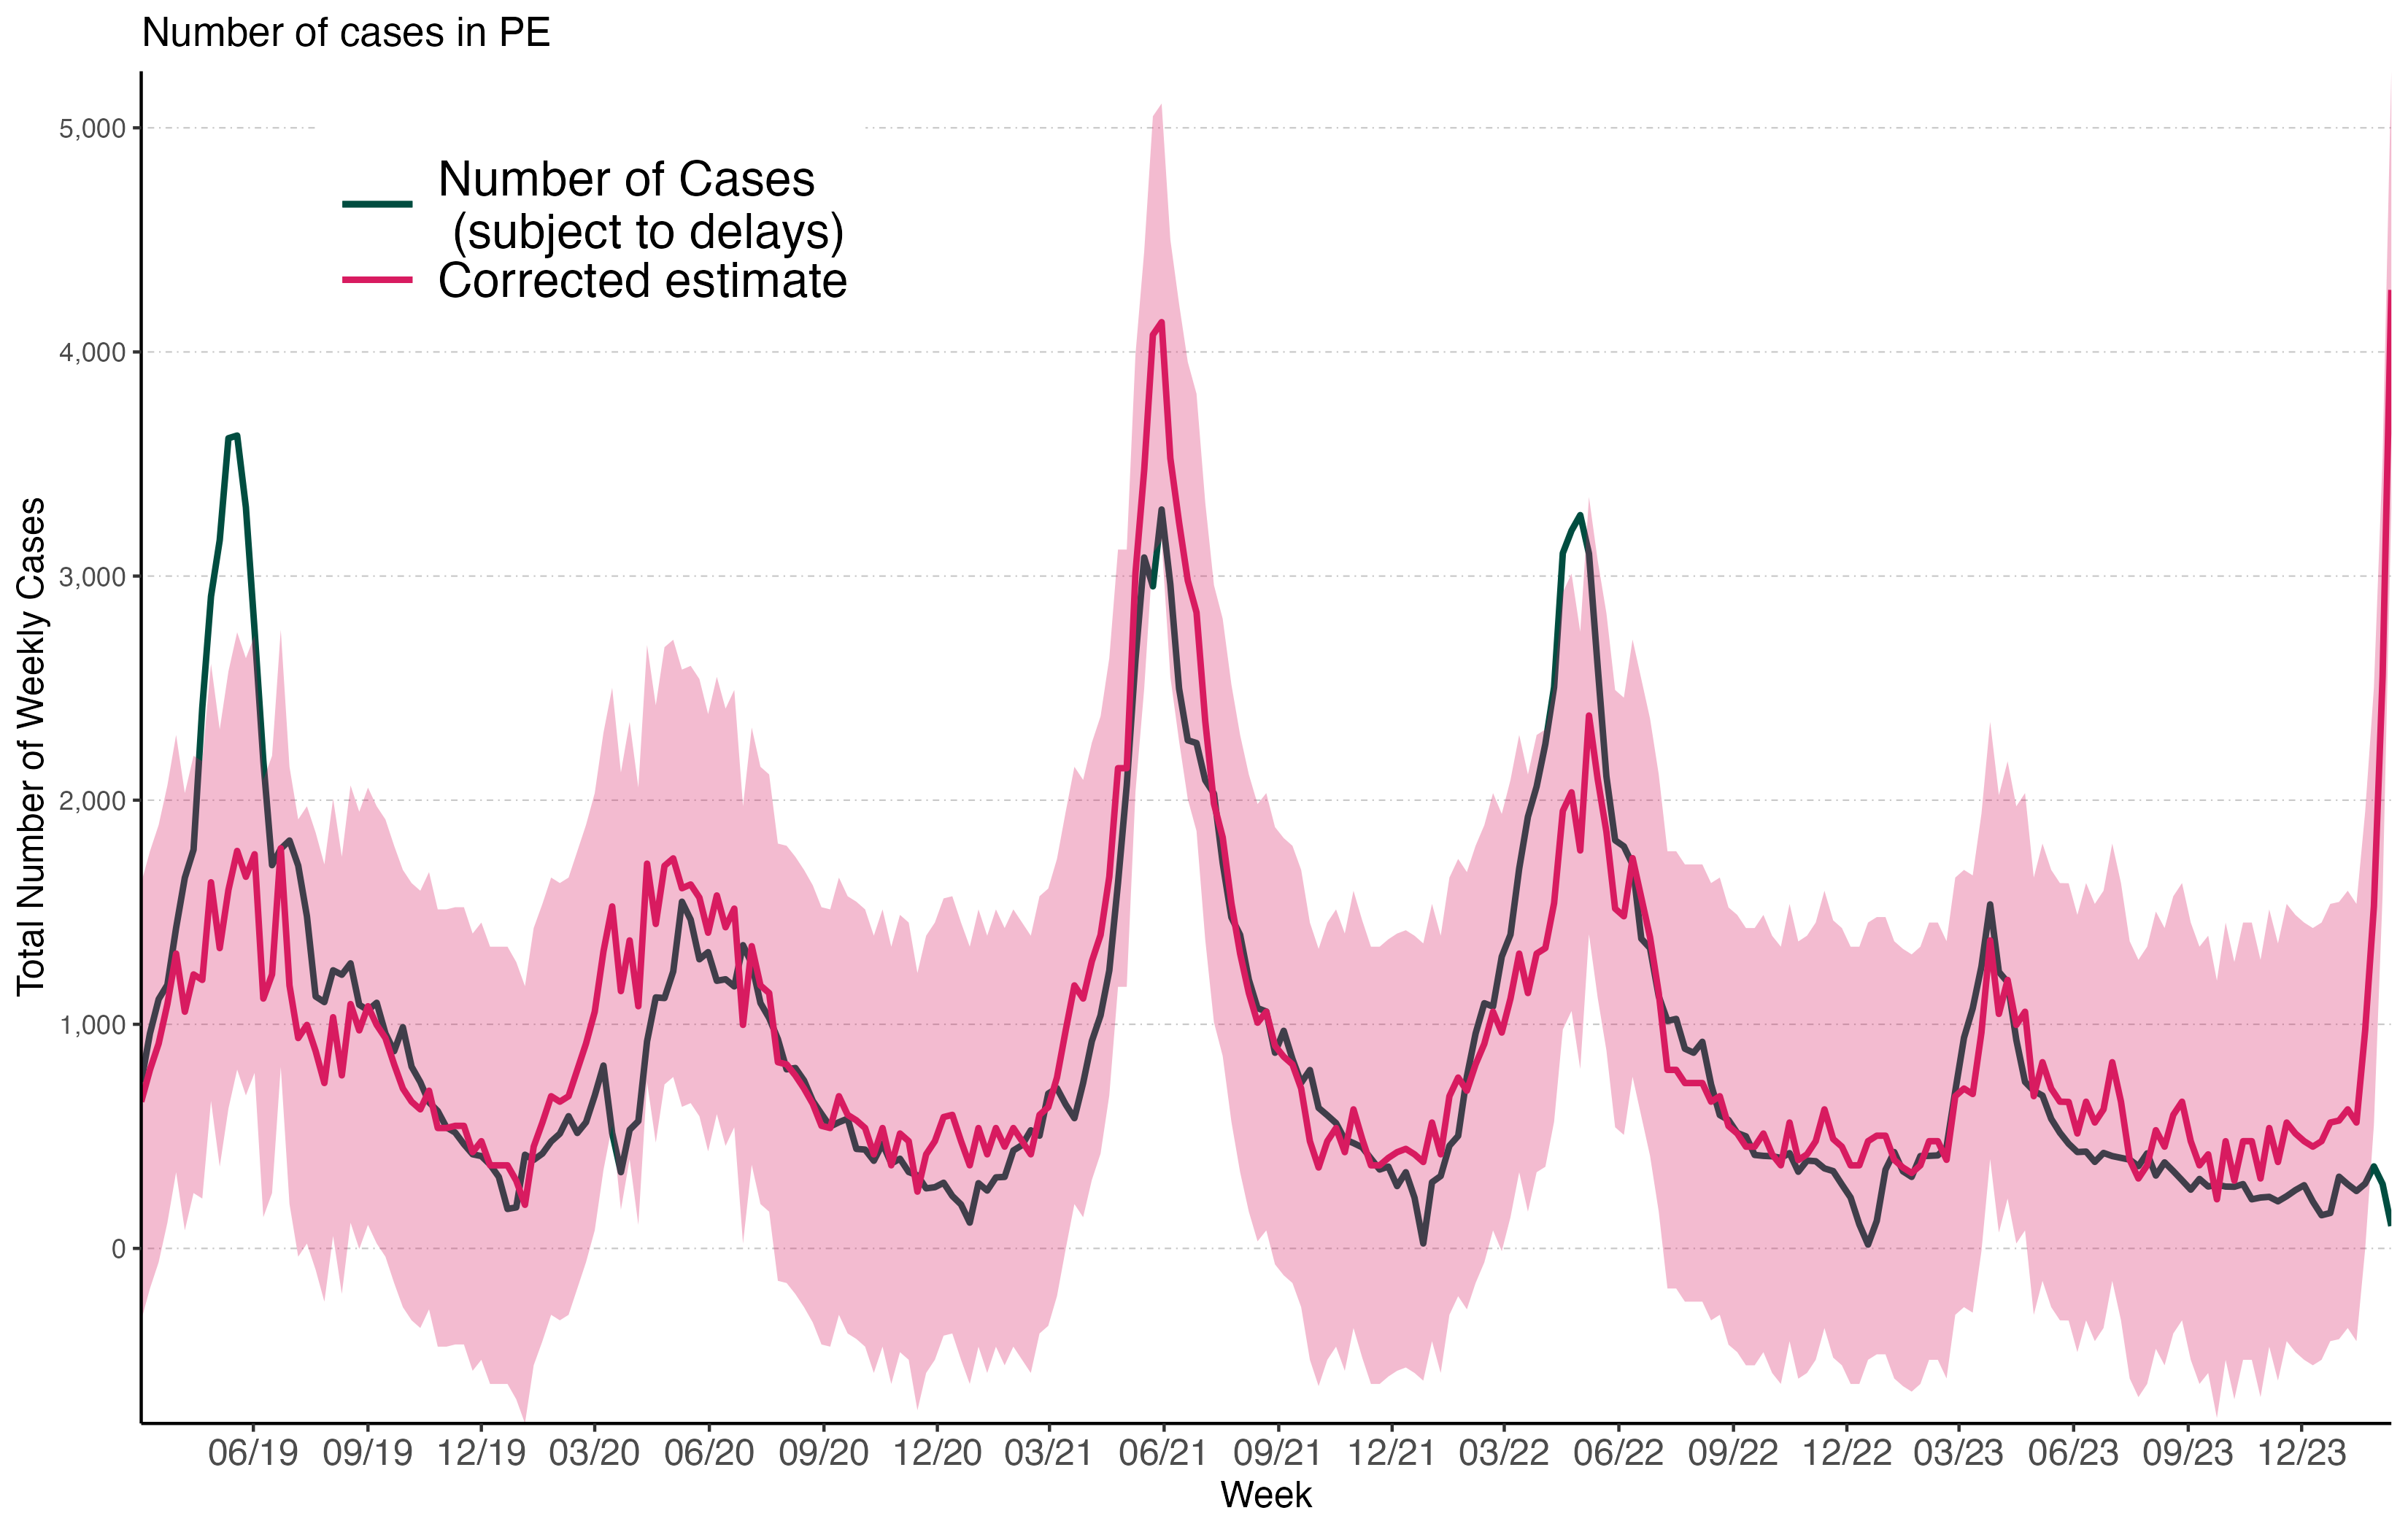 Number of cases in PE
Total Number of Weekly Cases
5,000
4,000
3,000
2,000
1,000
0
Number of Cases
(subject to delays)
Corrected estimate
06/19 09/19 12/19 03/20 06/20 09/20 12/20 03/21 06/21 09/21 12/21 03/22 06/22 09/22 12/22 03/23 06/23 09/23 12/23
Week